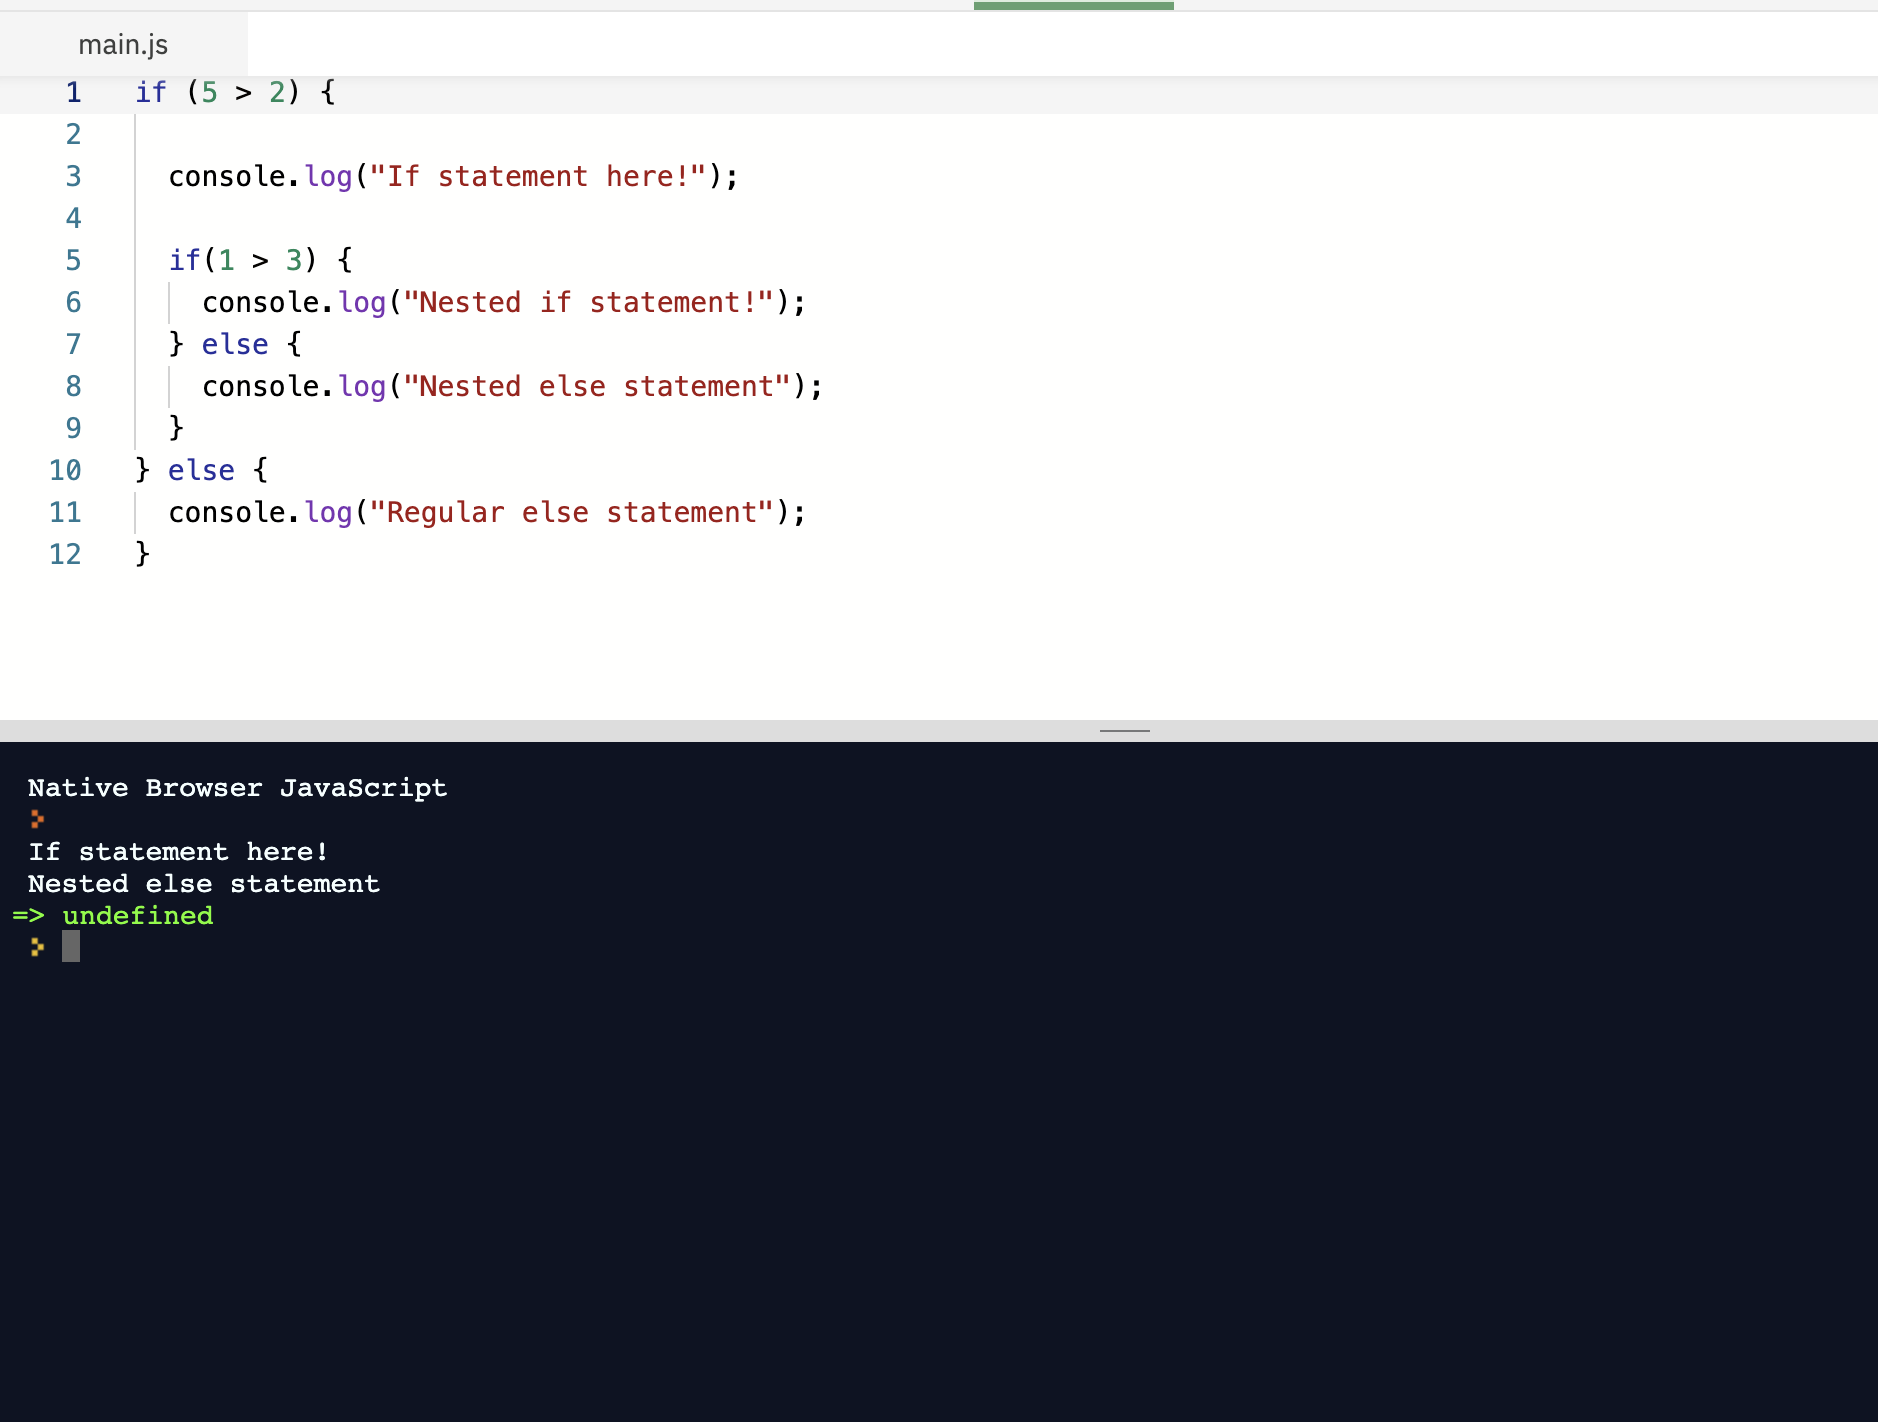 main.js
1 if (5 > 2) {
2
3 console.log("If statement here!");
4
5 if(1 > 3) {
6 console.log("Nested if statement!");
7 } else {
8 console.log("Nested else statement");
9 }
10 } else {
11 console.log("Regular else statement");
12 }
Native Browser JavaScript
If statement here!
Nested else statement
=> undefined